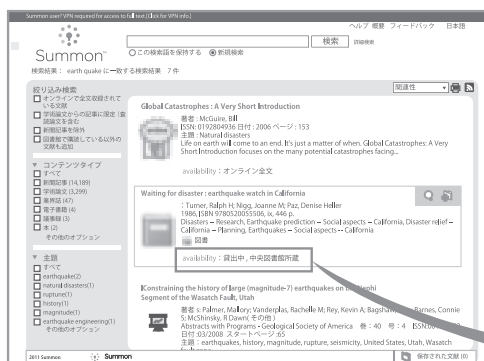 Summon user? VPN required for access to full text.[Click for VPN info.]
ヘルプ 概要 フィードバック 日本語
Summon™
検索 詳細検索
この検索語を保持する 新規検索
検索結果： earth quake に一致する検索結果 7 件
絞り込み検索
オンラインで全文収録されて
いる文献
学術論文からの記事に限定（査
読論文を含む
新聞記事を除外
図書館で購読している以外の
文献も追加
コンテンツタイプ
すべて
新聞記事 (14,189)
学術論文 (3,299)
業界誌 (47)
電子書籍 (4)
議事録 (3)
本 (2)
その他のオプション
主題
すべて
earthquake(2)
natural disasters(1)
ruptune(1)
history(1)
magnitude(1)
earthquake engineering(1)
その他のオプション
関連性
Global Catastrophes : A Very Short Introduction
著者 : McGuire, Bill
ISSN: 0192804936 日付 : 2006 ページ : 153
主題 : Natural disasters
Life on earth will come to an end. It's just a matter of when. Global Catastrophes: A Very
Short Introduction focuses on the many potential catastrophes facing...
availability：オンライン全文
Waiting for disaster : earthquake watch in California
: Turner, Ralph H; Nigg, Joanne M; Paz, Denise Heller
1986, ISBN 9780520055506, ix, 446 p.
Disasters – Research, Earthquake prediction – Social aspects – California, Disaster relief –
California – Planning, Earthquakes – Social aspects -- California
図書
availability：貸出中 , 中央図書館所蔵
Constraining the history of large (magnitude-7) earthquakes on the Nephi
Segment of the Wasatch Fault, Utah
著者 s: Palmer, Mallory; Vanderplas, Rachelle M; Rey, Kevin A; Barnes, Connie
S; McShinsky, R Dawn( その他 )
Abstracts with Programs - Geological Society of America 巻：40 号：4
日付 :03/2008 スタートページ :65
主題：earthquakes, history, magnitude, rupture, seismicity, United States, Utah, Wasatch
2011 Summon Summon
保存された文献 (0)